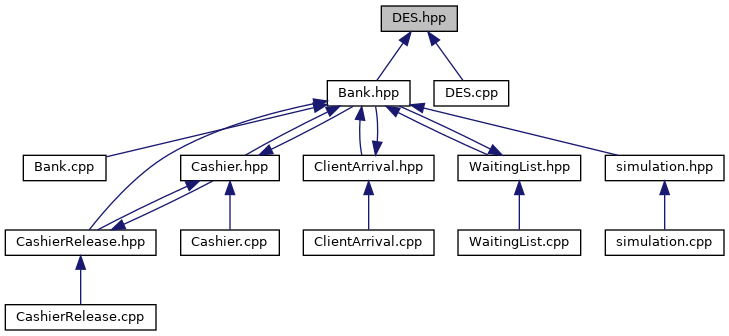 DES.hpp
Bank.hpp
DES.cpp
Bank.cpp
Cashier.hpp
ClientArrival.hpp
WaitingList.hpp
simulation.hpp
CashierRelease.hpp
Cashier.cpp
ClientArrival.cpp
WaitingList.cpp
simulation.cpp
CashierRelease.cpp